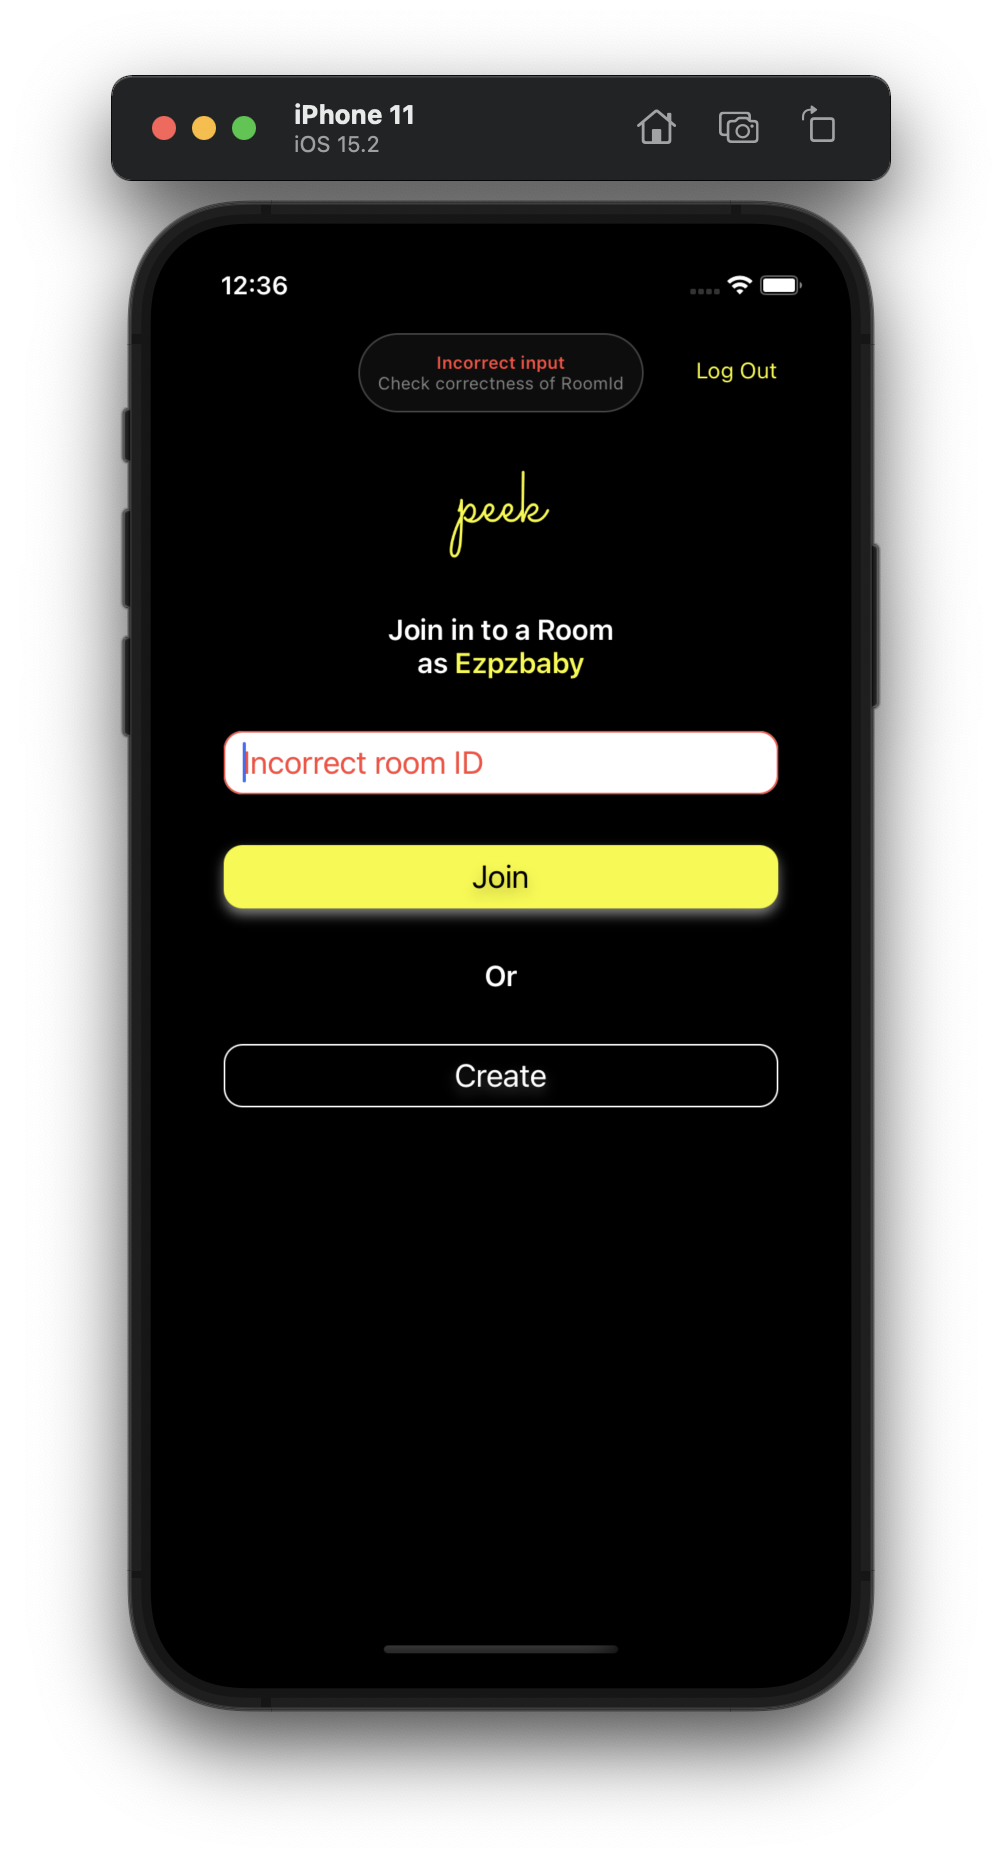 iPhone 11
iOS 15.2
12:36
Incorrect input
Check correctness of RoomId
Log Out
peek
Join in to a Room
as Ezpzbaby
Incorrect room ID
Join
Or
Create